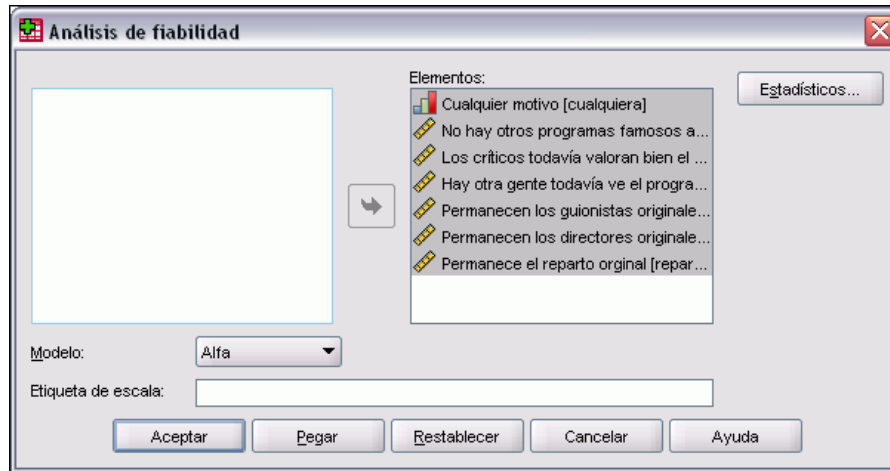 Análisis de fiabilidad
Elementos:
Estadísticos...
Cualquier motivo [cualquiera]
No hay otros programas famosos a...
Los críticos todavía valoran bien el ...
Hay otra gente todavía ve el progra...
Permanecen los guionistas originale...
Permanecen los directores originale...
Permanece el reparto orginal [repar...
Modelo:
Alfa
Etiqueta de escala:
Aceptar
Pegar
Restablecer
Cancelar
Ayuda